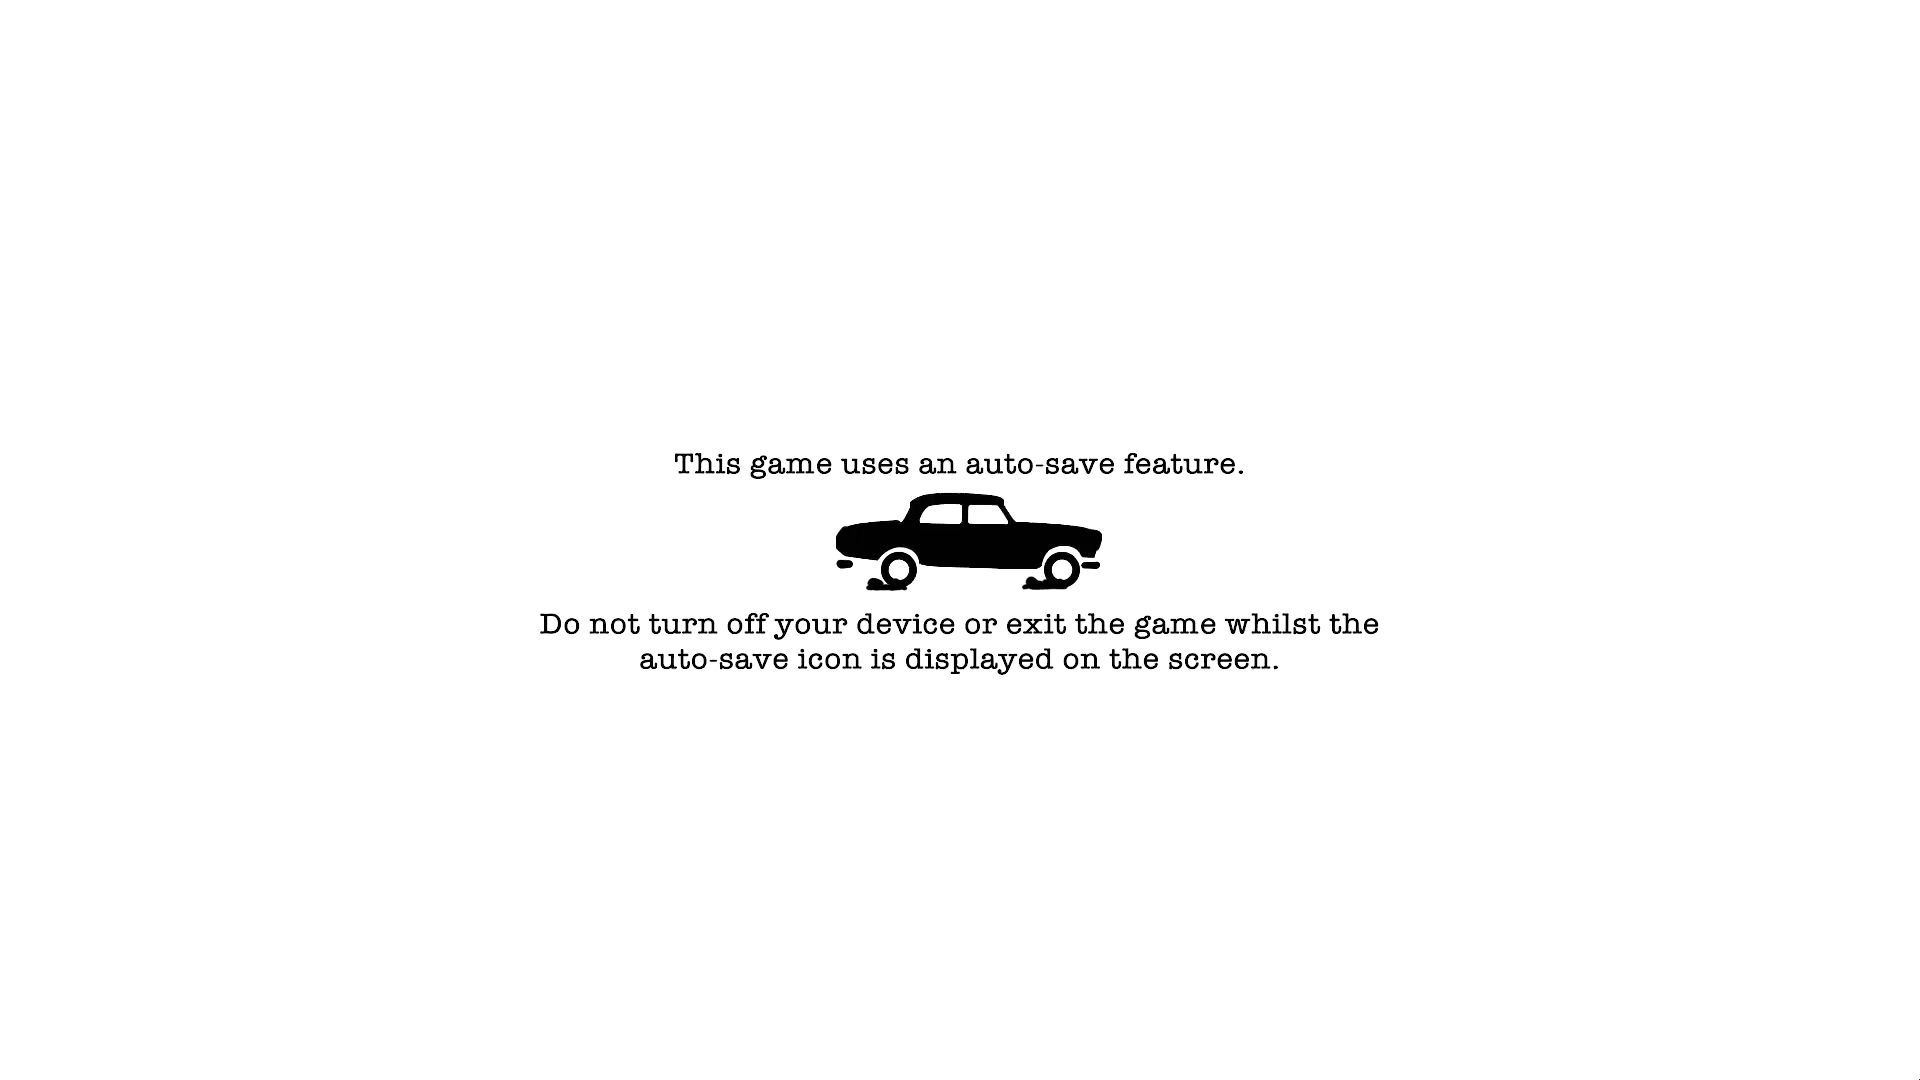 This game uses an auto-save feature.
Do not turn off your device or exit the game whilst the
auto-save icon is displayed on the screen.